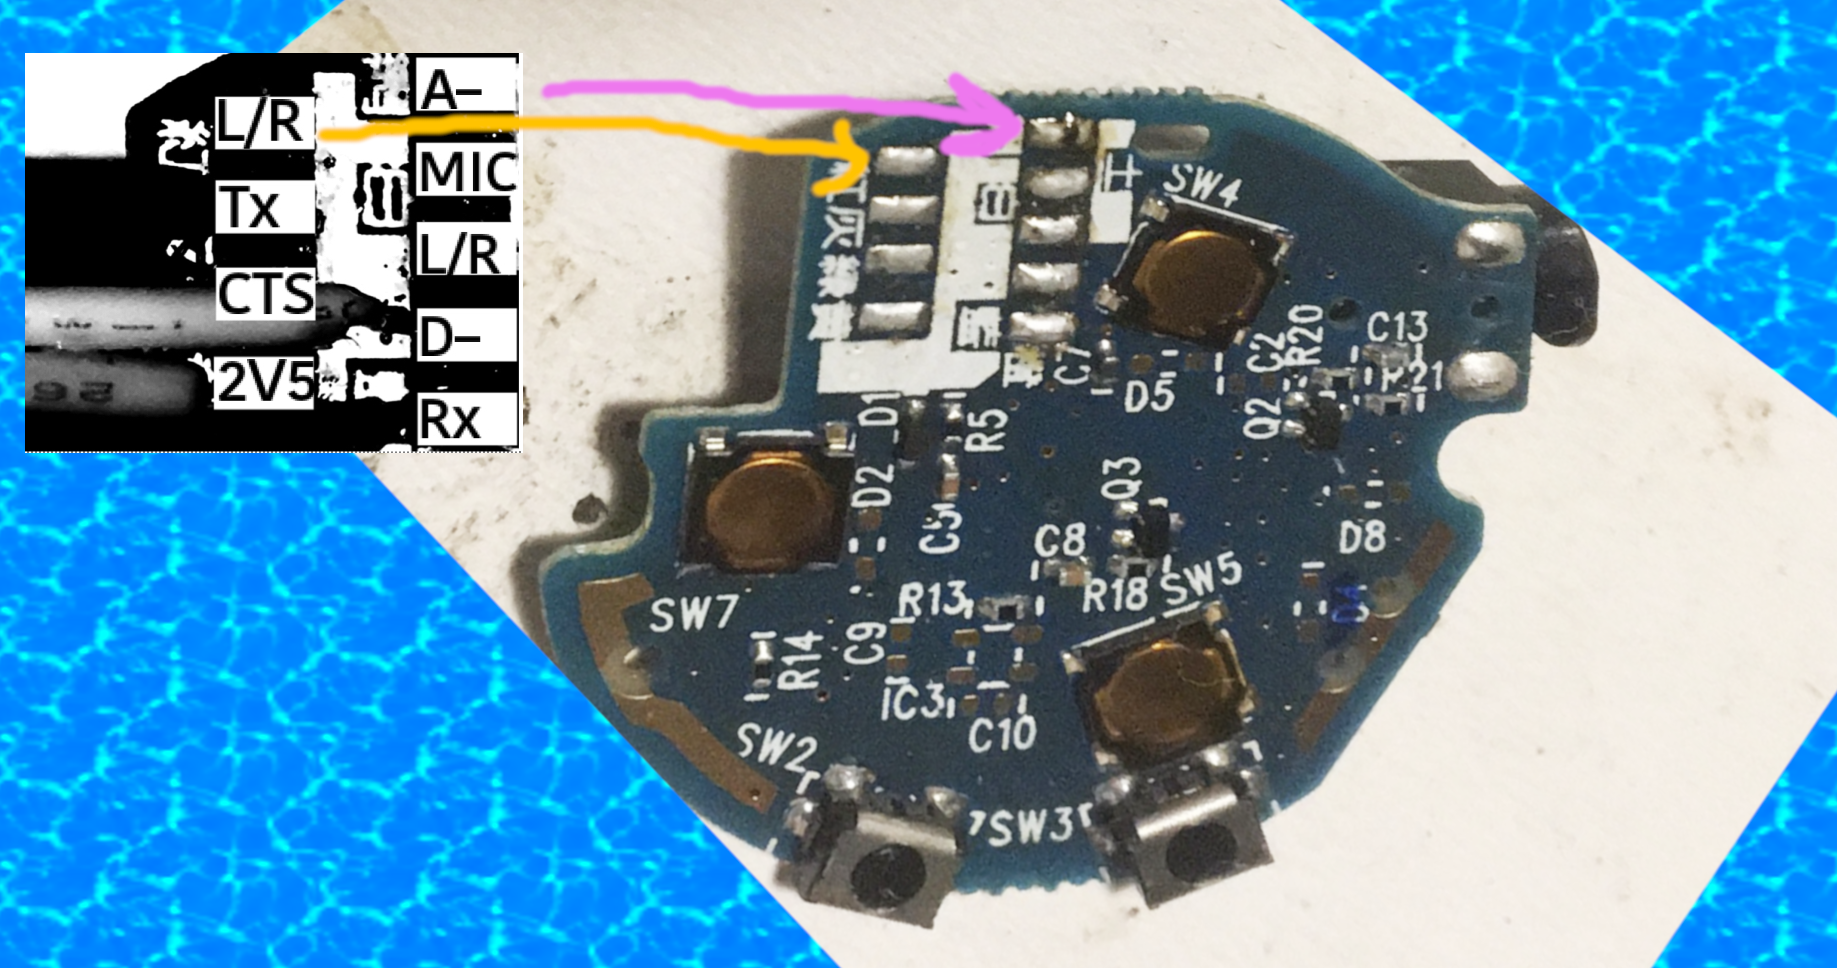 A-
L/R
MIC
Tx
L/R
CTS
D-
2V5
Rx
SW4
C7
D5
C2
R20
C13
R21
Q2
D1
R5
D2
C5
Q3
D8
C8
SW7
R13
R18
SW5
D4
R14
C9
IC3
C10
SW2
SW3